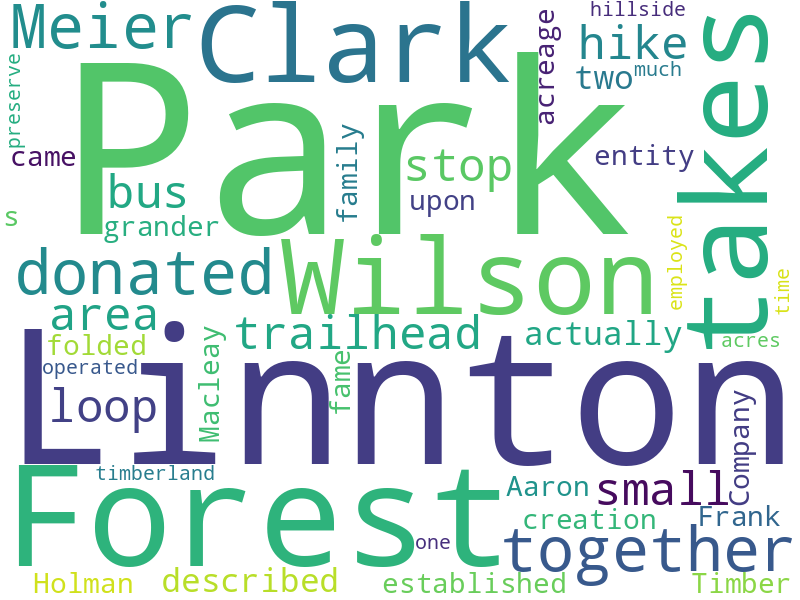 Meier
Clark
hillside
hike
two
much
acreage
takes
preserve
Park
came
family
stop
entity
bus
upon
s
grander
Wilson
donated
employed
time
area
trailhead
actually
acres
folded
Macleay
fame
operated
Linnton
loop
Company
Forest
timberland
Aaron
small
creation
Frank
one
together
Holman
described
established
Timber